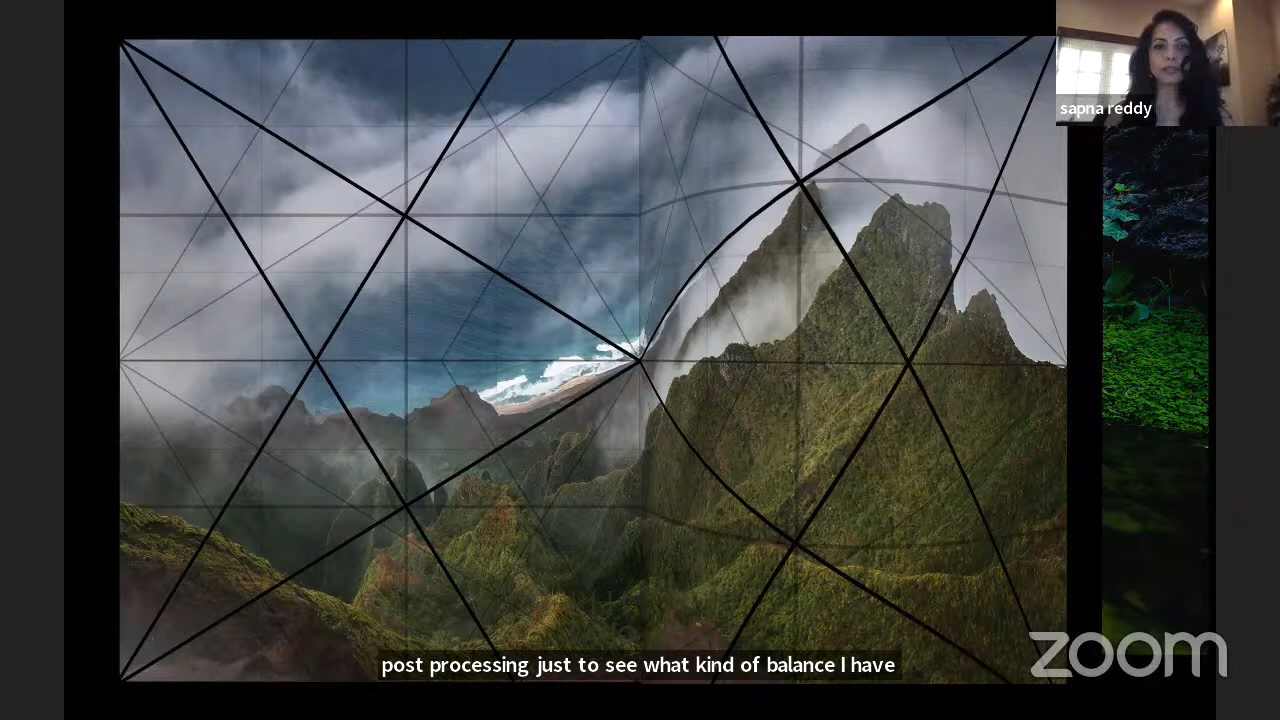 sapna reddy
post processing just to see what kind of balance I have
zoom